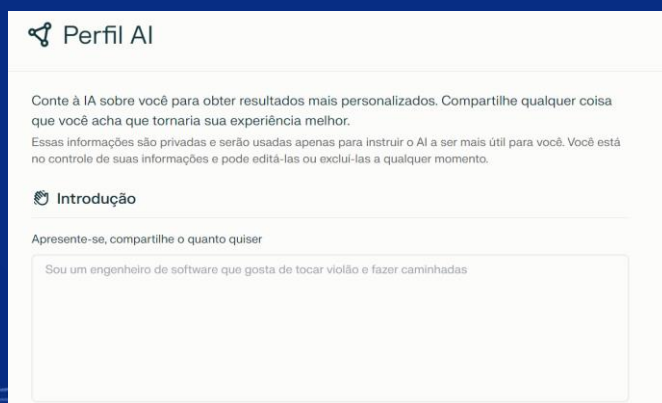 Perfil AI
Conte à IA sobre você para obter resultados mais personalizados. Compartilhe qualquer coisa
que você acha que tornaria sua experiência melhor.
Essas informações são privadas e serão usadas apenas para instruir o AI a ser mais útil para você. Você está
no controle de suas informações e pode editá-las ou excluí-las a qualquer momento.
Introdução
Apresente-se, compartilhe o quanto quiser
Sou um engenheiro de software que gosta de tocar violão e fazer caminhadas